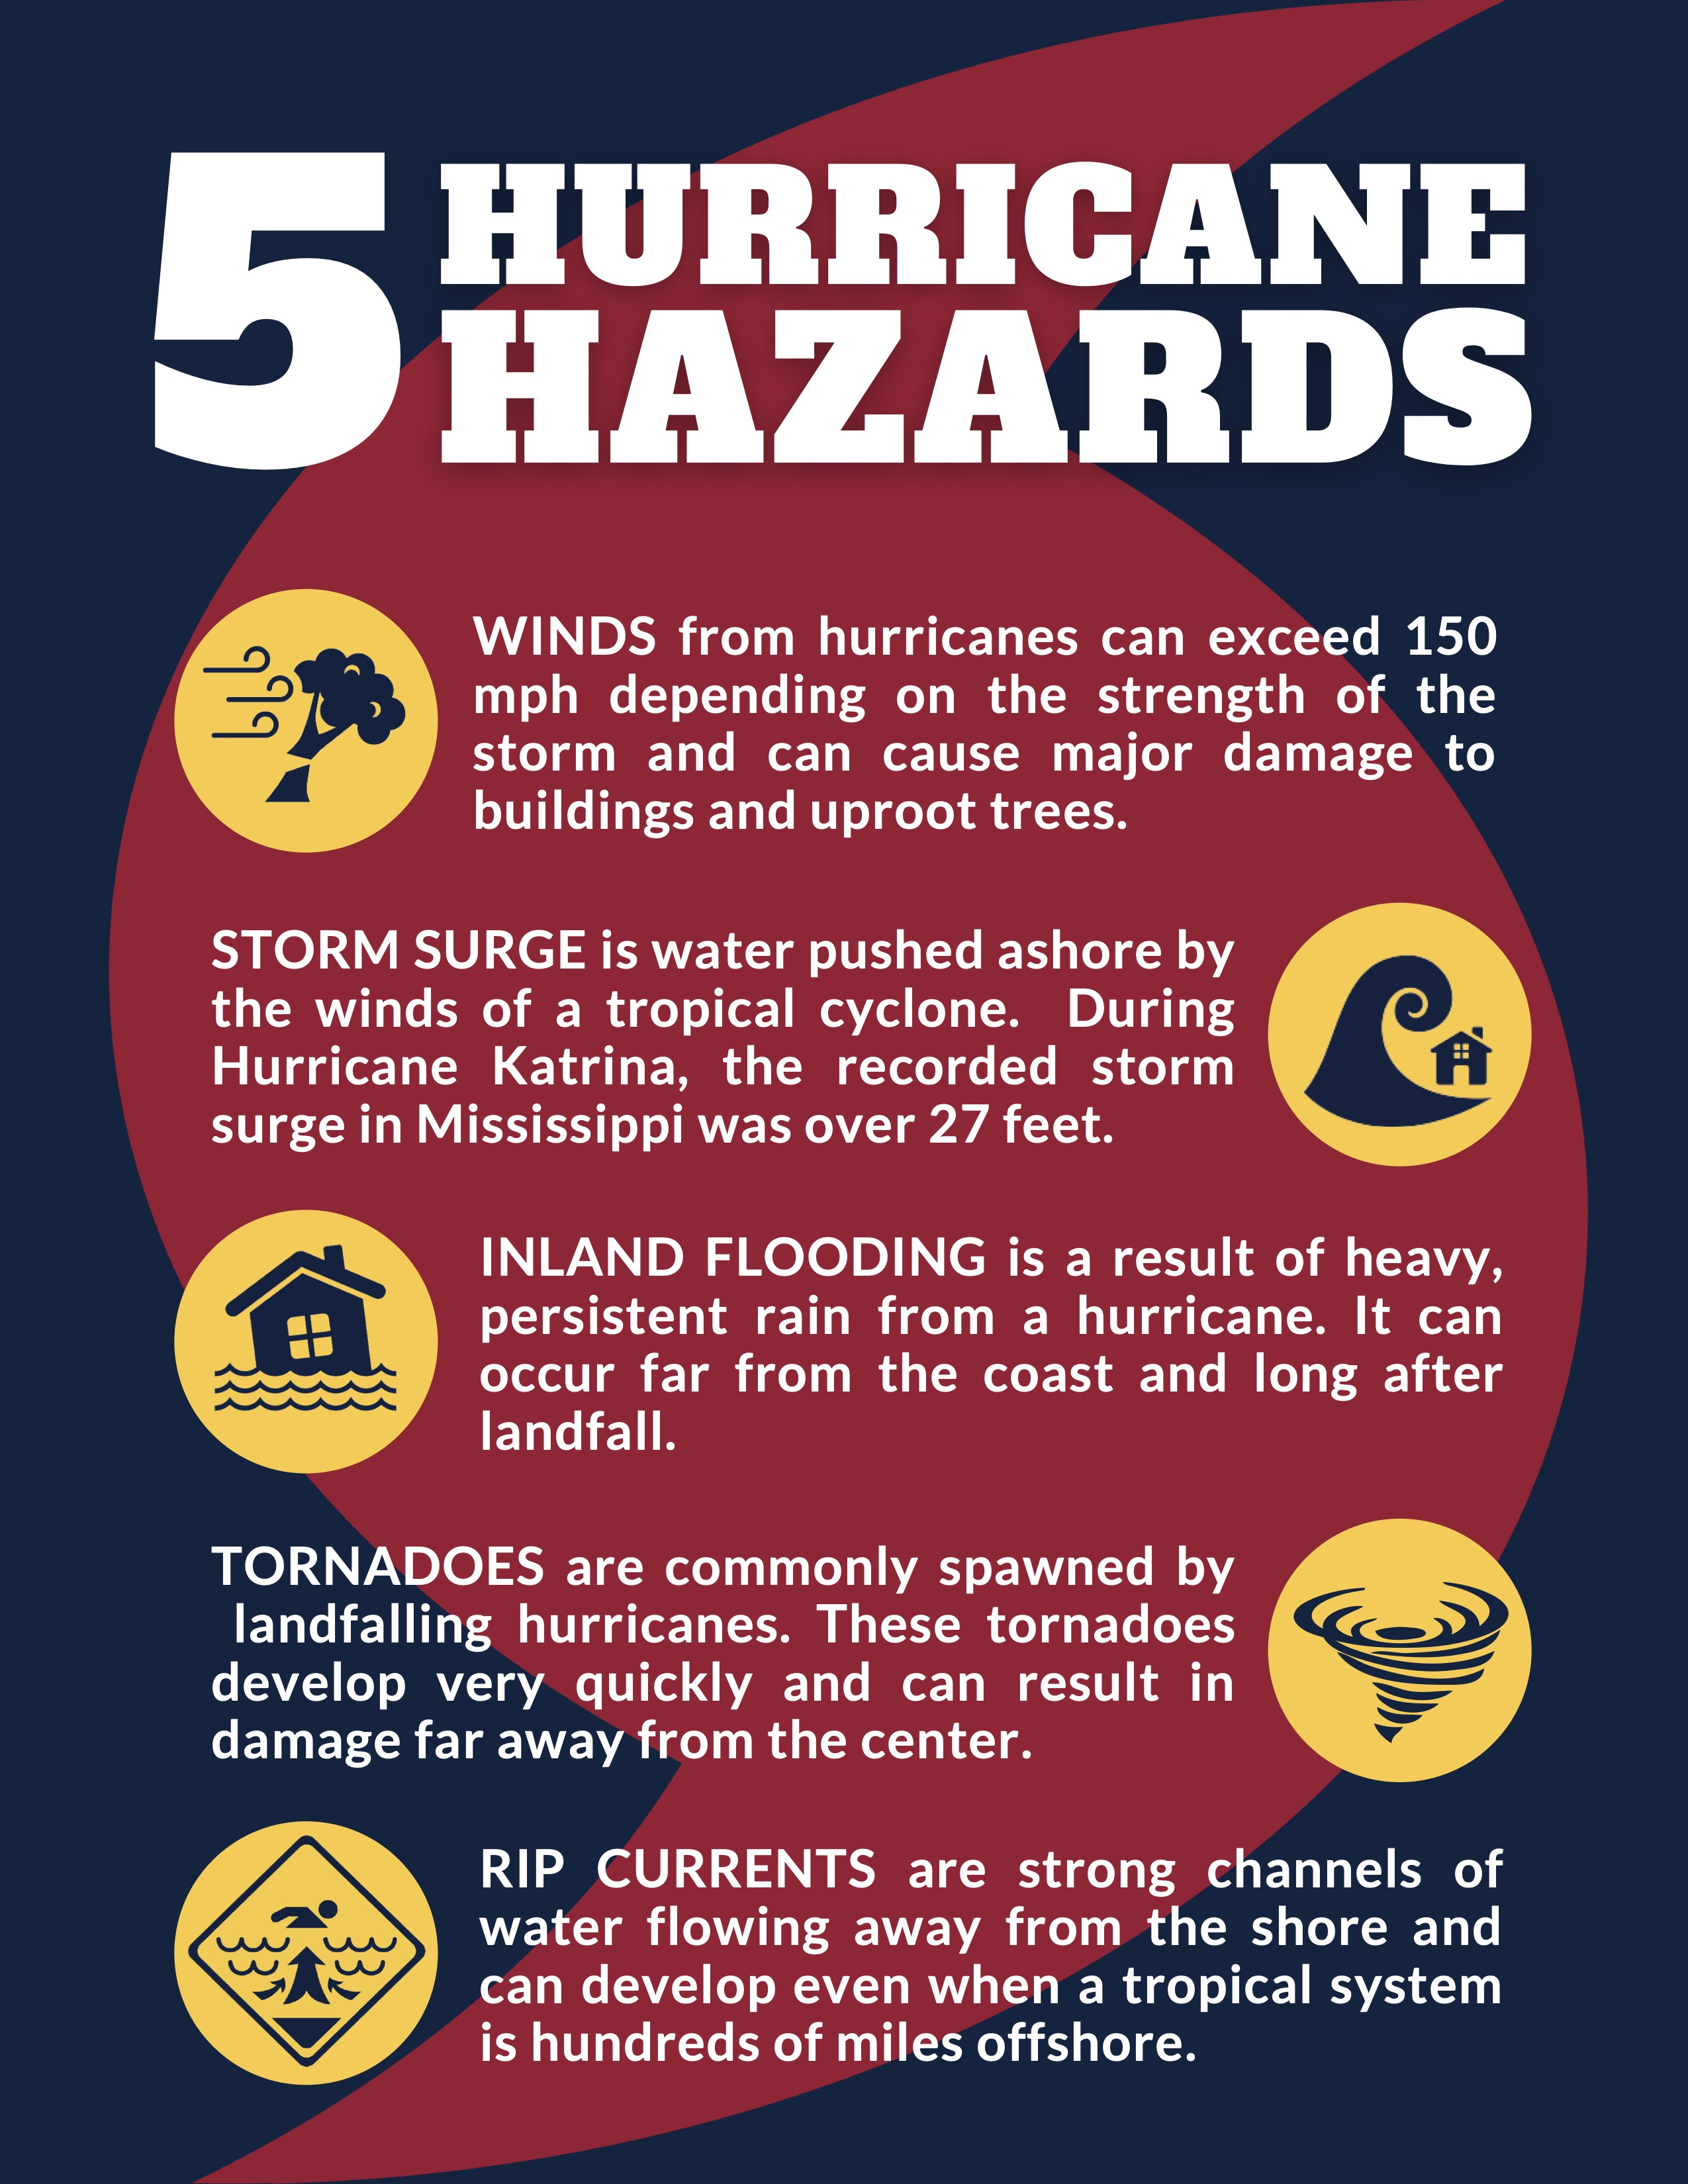 5 HURRICANE
HAZARDS
WINDS from hurricanes can exceed 150
mph depending on the strength of the
storm and can cause major damage to
buildings and uproot trees.
STORM SURGE is water pushed ashore by
the winds of a tropical cyclone. During
Hurricane Katrina, the recorded storm
surge in Mississippi was over 27 feet.
INLAND FLOODING is a result of heavy,
persistent rain from a hurricane. It can
occur far from the coast and long after
landfall.
TORNADOES are commonly spawned by
landfalling hurricanes. These tornadoes
develop very quickly and can result in
damage far away from the center.
RIP CURRENTS are strong channels of
water flowing away from the shore and
can develop even when a tropical system
is hundreds of miles offshore.